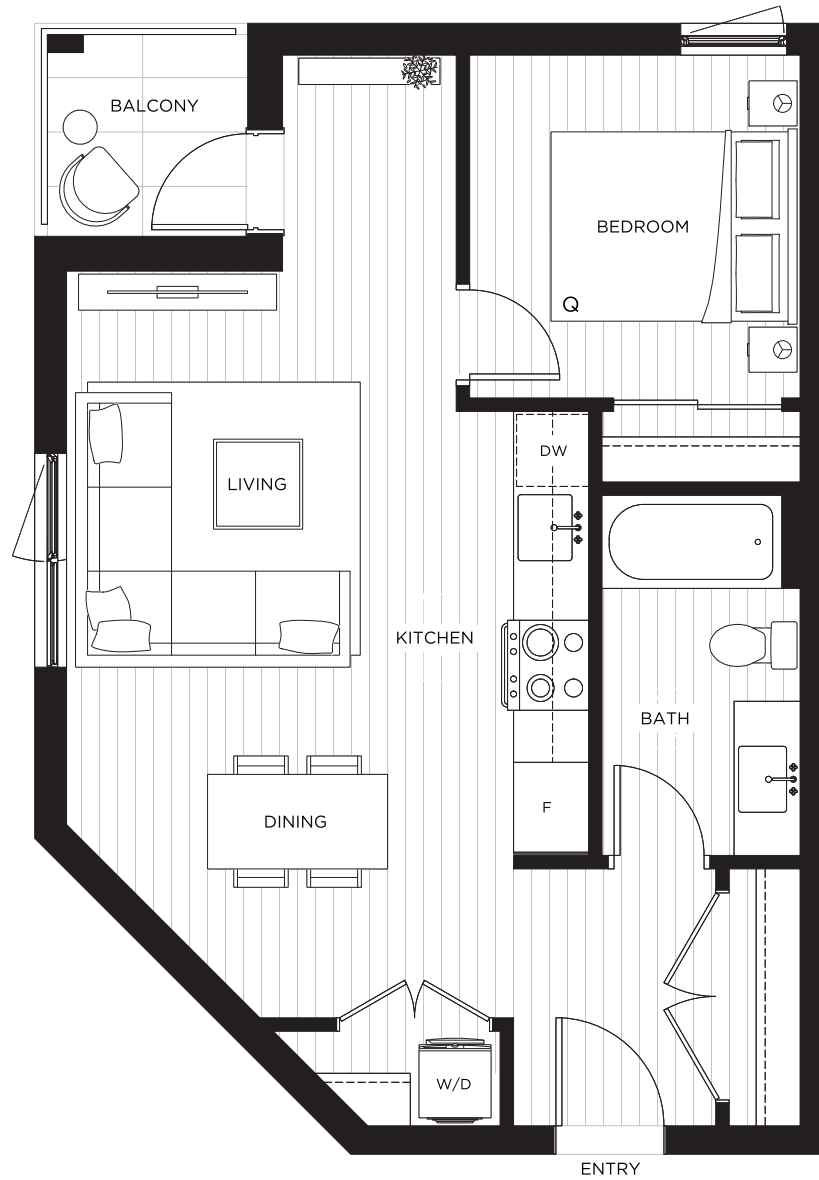 BALCONY
BEDROOM
Q
DW
LIVING
KITCHEN
BATH
F
DINING
W/D
ENTRY